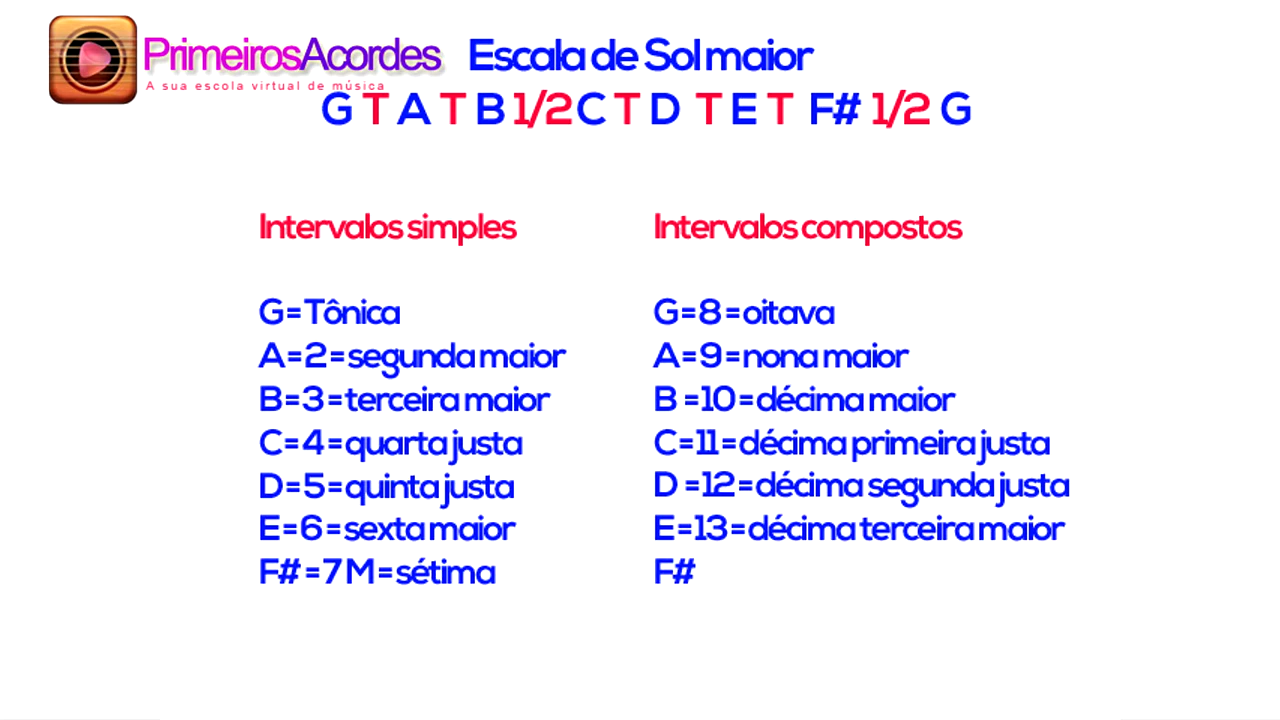 PrimeirosAcordes
A sua escola virtual de música
Escala de Sol maior
G T A T B 1/2 C T D T E T F# 1/2 G
Intervalos simples
G=Tônica
A=2=segunda maior
B=3=terceira maior
C=4=quarta justa
D=5=quinta justa
E=6=sexta maior
F#=7M=sétima
Intervalos compostos
G=8=oitava
A=9=nona maior
B =10=décima maior
C=11=décima primeira justa
D =12=décima segunda justa
E=13=décima terceira maior
F#